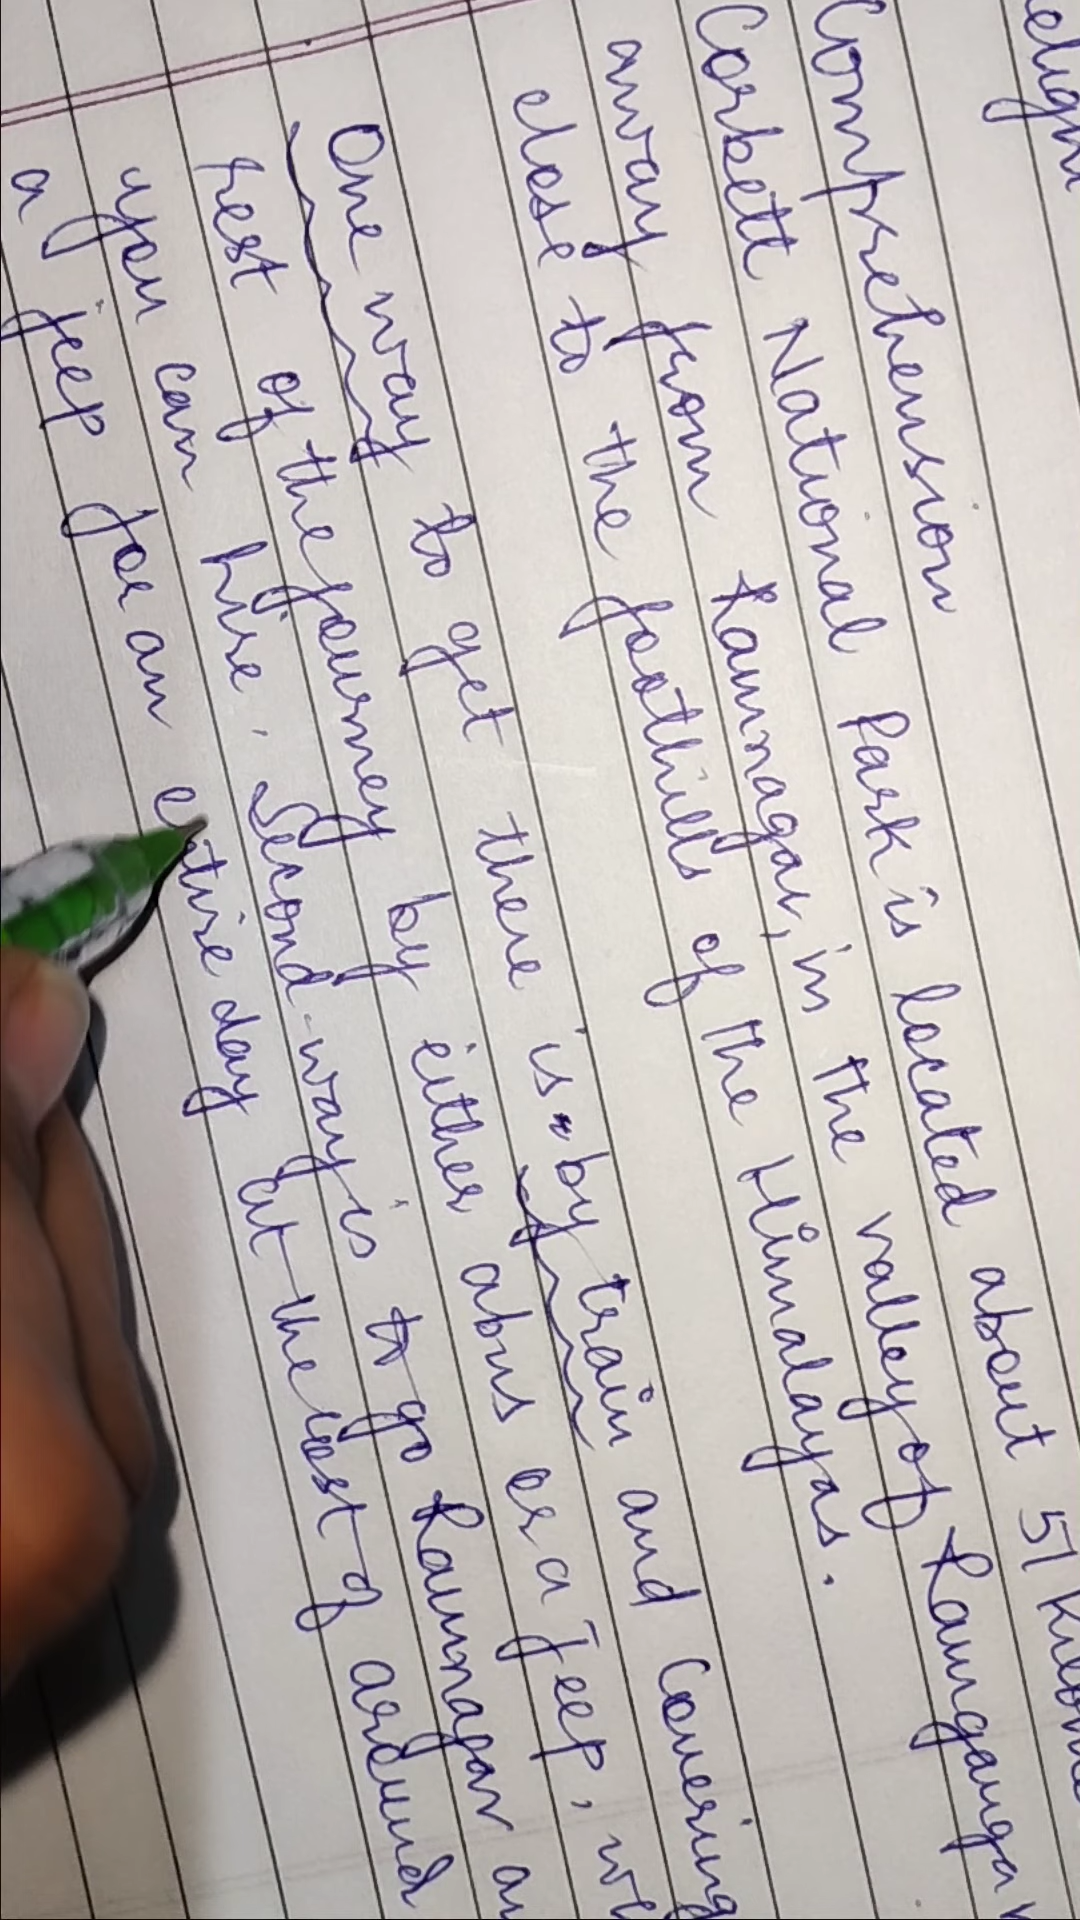 Comprehension
Corbett National Park is located about 51
away from Ramnagar, in the valley of Ramganga
close to the foothills of the Himalayas.
One way to get there is by train and Covering
rest of the journey by either abus or a Jeep,
you can hire. Second way is to go Ramnagar
a jeep for an entire day at the cost of around